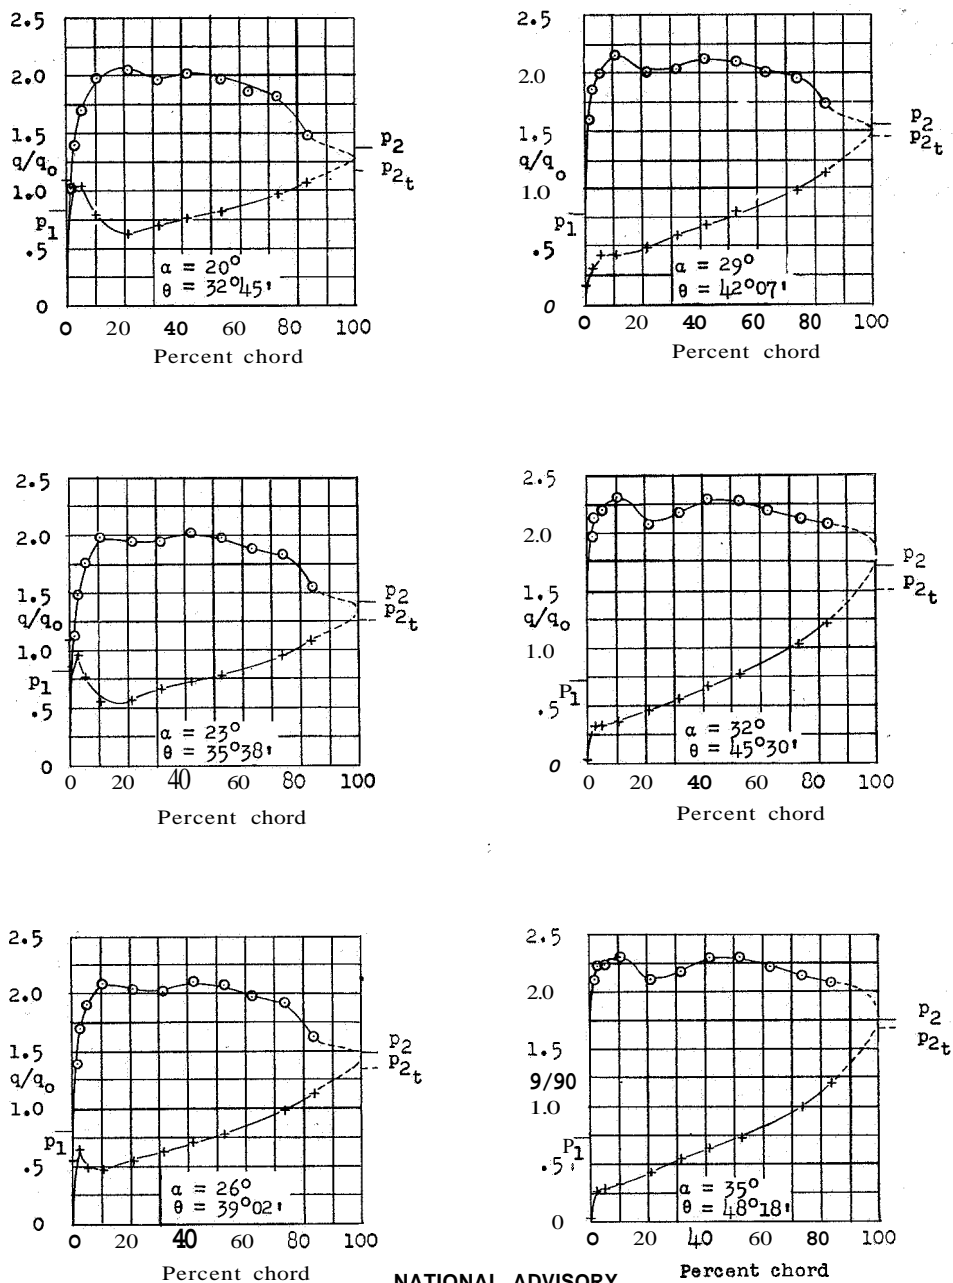 2.5
2.0
1.5
q/qo
1.0
p1
.5
0
p2
p2t
α = 20°
θ = 32°45'
0 20 40 60 80 100
Percent chord
2.5
2.0
1.5
q/qo
1.0
p1
.5
0
p2
p2t
α = 29°
θ = 42°07'
0 20 40 60 80 100
Percent chord
2.5
2.0
1.5
q/qo
1.0
p1
.5
0
p2
p2t
α = 23°
θ = 35°38'
0 20 40 60 80 100
Percent chord
2.5
2.0
1.5
q/qo
1.0
P1
.5
0
p2
p2t
α = 32°
θ = 45°30'
0 20 40 60 80 100
Percent chord
2.5
2.0
1.5
q/qo
1.0
p1
.5
0
p2
p2t
α = 26°
θ = 39°02'
0 20 40 60 80 100
Percent chord
2.5
2.0
1.5
9/90
1.0
P1
.5
0
p2
p2t
α = 35°
θ = 48°18'
0 20 40 60 80 100
Percent chord
NATIONAL ADVISORY